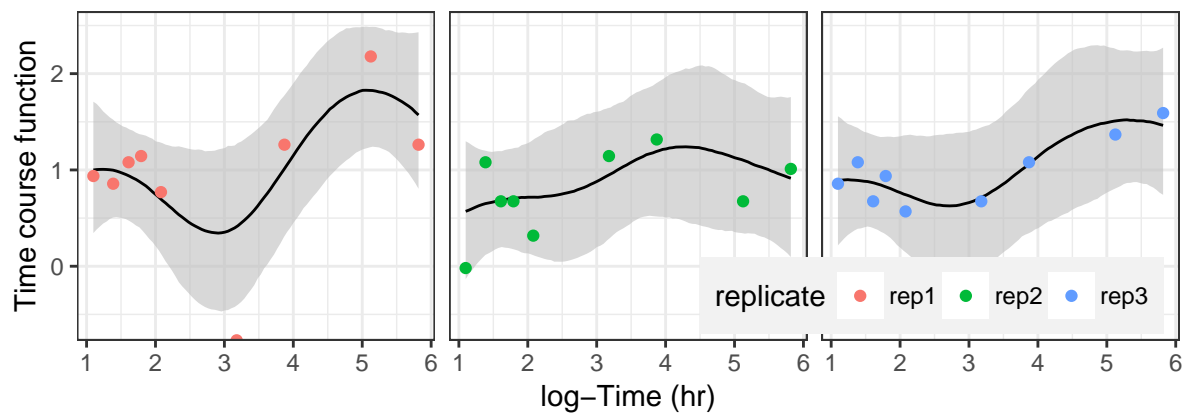 Time course function
2
1
0
1 2 3 4 5 6
1 2 3 4 5 6
1 2 3 4 5 6
replicate rep1 rep2 rep3
log−Time (hr)